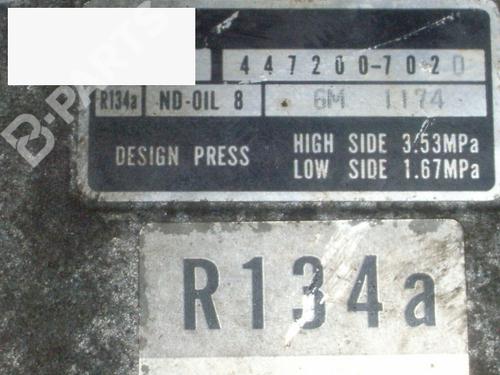 447200-7020
R134a ND-OIL 8 6M 1174
DESIGN PRESS HIGH SIDE 3.53MPa
LOW SIDE 1.67MPa
R134a
B-PARTS